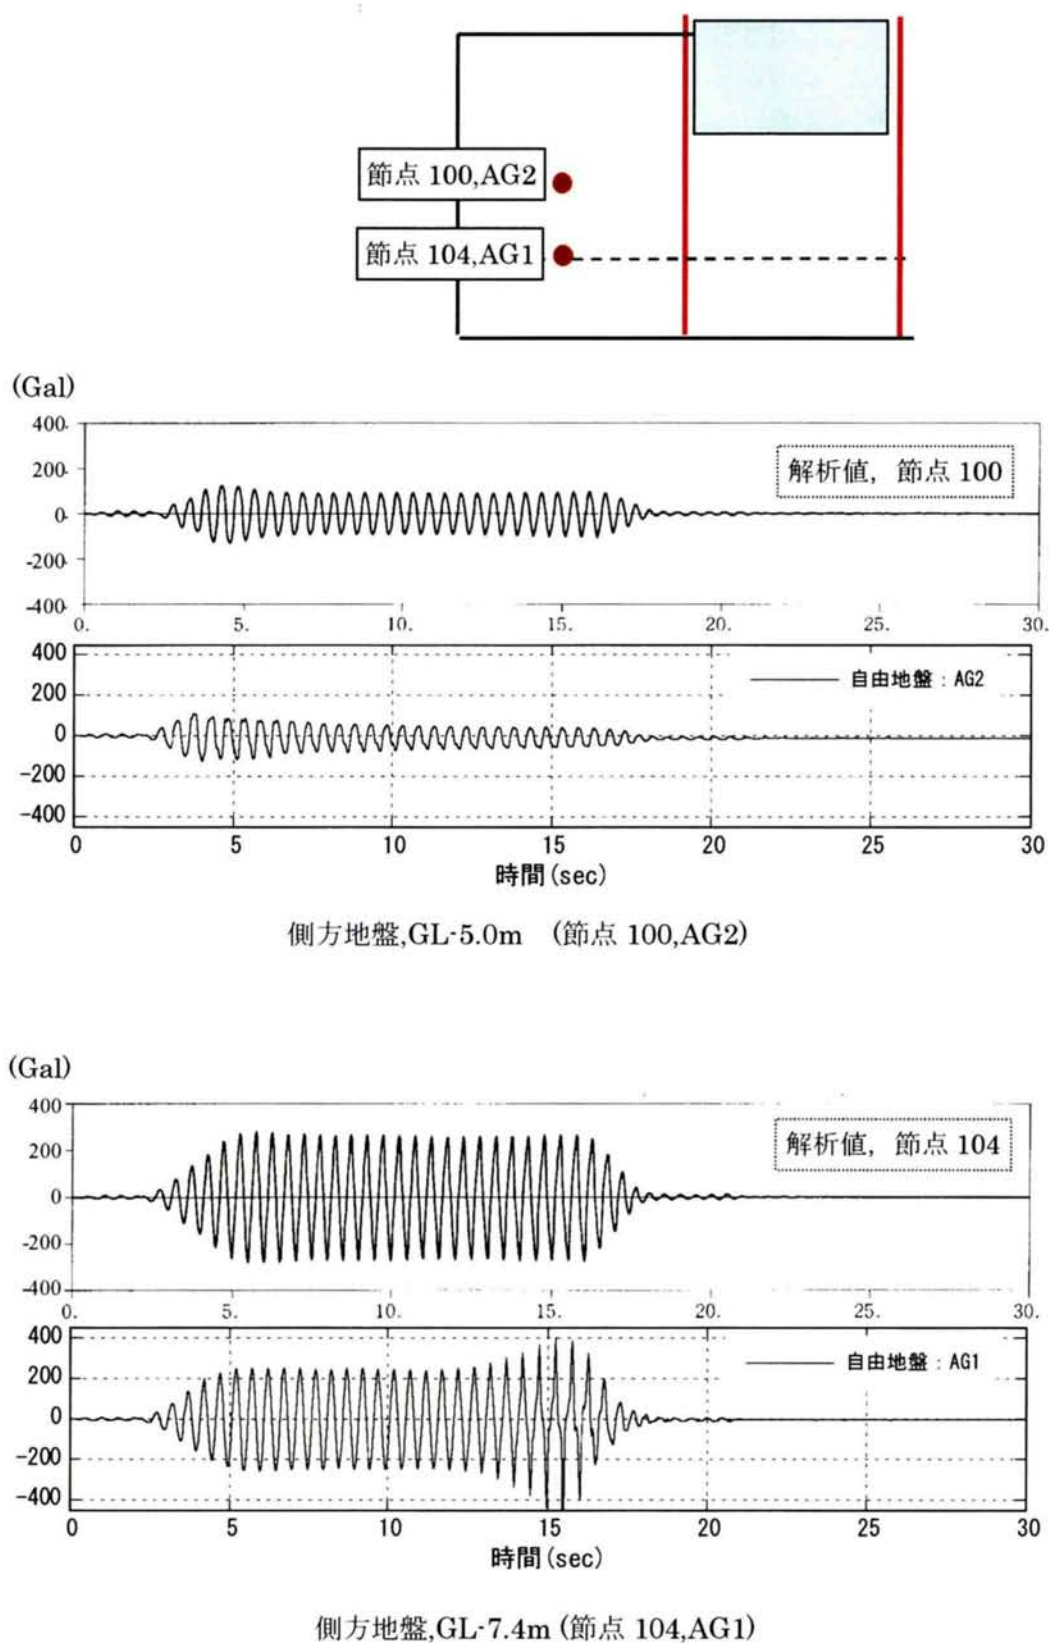 節点 100,AG2
節点 104,AG1
(Gal)
400.
200.
0.
-200.
-400.
解析値, 節点 100
0. 5. 10. 15. 20. 25. 30.
400
200
0
-200
-400
自由地盤:AG2
0 5 10 15 20 25 30
時間(sec)
側方地盤,GL-5.0m (節点 100,AG2)
(Gal)
400
200
0
-200
-400
解析値, 節点 104
0. 5. 10. 15. 20. 25. 30.
400
200
0
-200
-400
自由地盤:AG1
0 5 10 15 20 25 30
時間(sec)
側方地盤,GL-7.4m (節点 104,AG1)